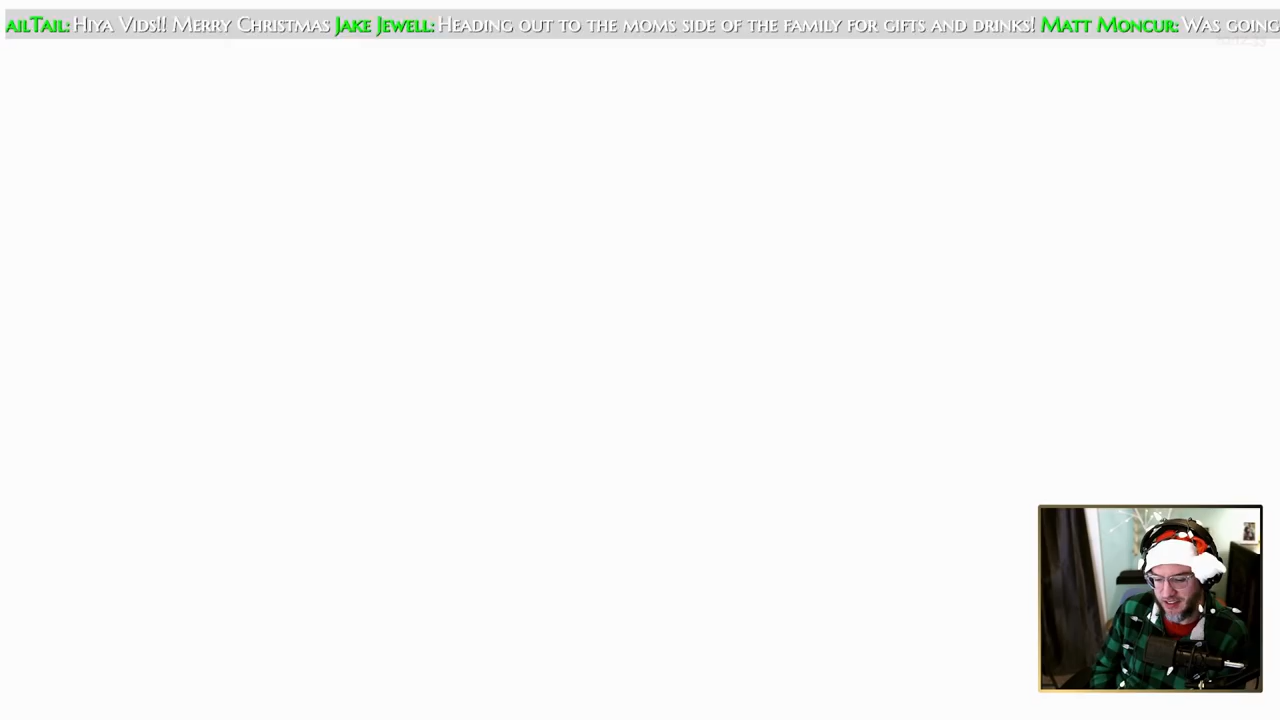 ailTail: Hiya Vids!! Merry Christmas Jake Jewell: Heading out to the moms side of the family for gifts and drinks! Matt Moncur: Was going